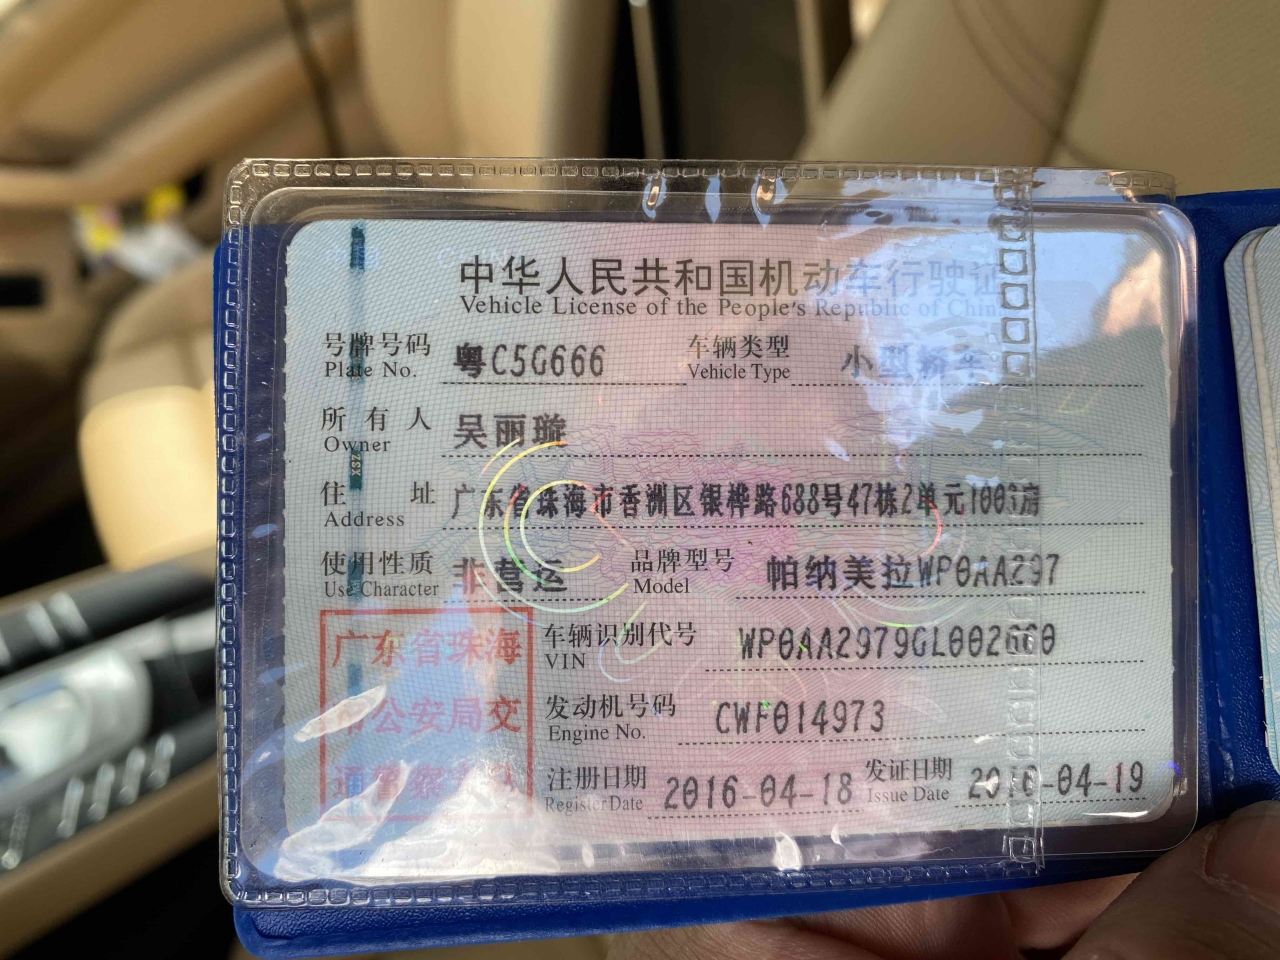 中华人民共和国机动车行驶证
Vehicle License of the People's Republic of China
号牌号码 粤C5G666 车辆类型 小型轿车
Plate No. Vehicle Type
所有人 吴丽璇
Owner
住址 广东省珠海市香洲区银桦路688号47栋2单元1003房
Address
使用性质 非营运 品牌型号 帕纳美拉WP0AA297
Use Character Model
广东省珠海
市公安局交
通警察支队
车辆识别代号 WP0AA2979GL002660
VIN
发动机号码 CWF014973
Engine No.
注册日期 2016-04-18 发证日期 2016-04-19
Register Date Issue Date
XSZ